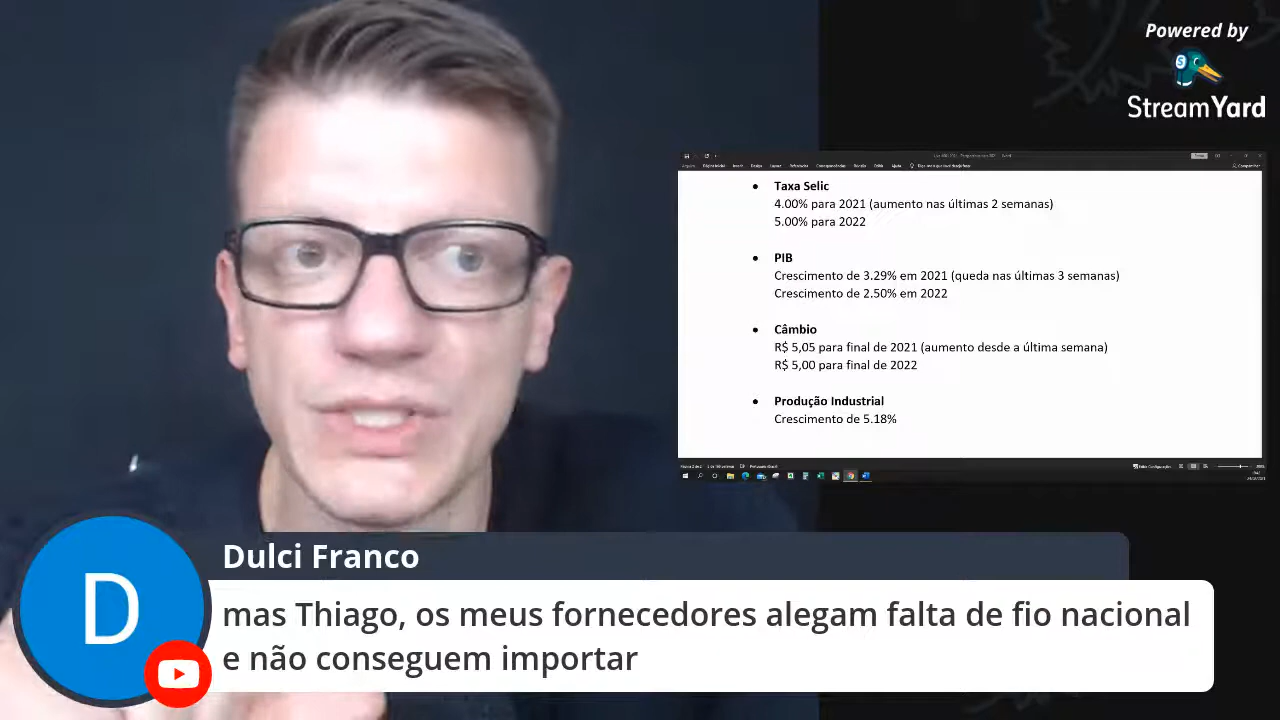 Powered by
StreamYard
Taxa Selic
4.00% para 2021 (aumento nas últimas 2 semanas)
5.00% para 2022
PIB
Crescimento de 3.29% em 2021 (queda nas últimas 3 semanas)
Crescimento de 2.50% em 2022
Câmbio
R$ 5,05 para final de 2021 (aumento desde a última semana)
R$ 5,00 para final de 2022
Produção Industrial
Crescimento de 5.18%
D
Dulci Franco
mas Thiago, os meus fornecedores alegam falta de fio nacional
e não conseguem importar